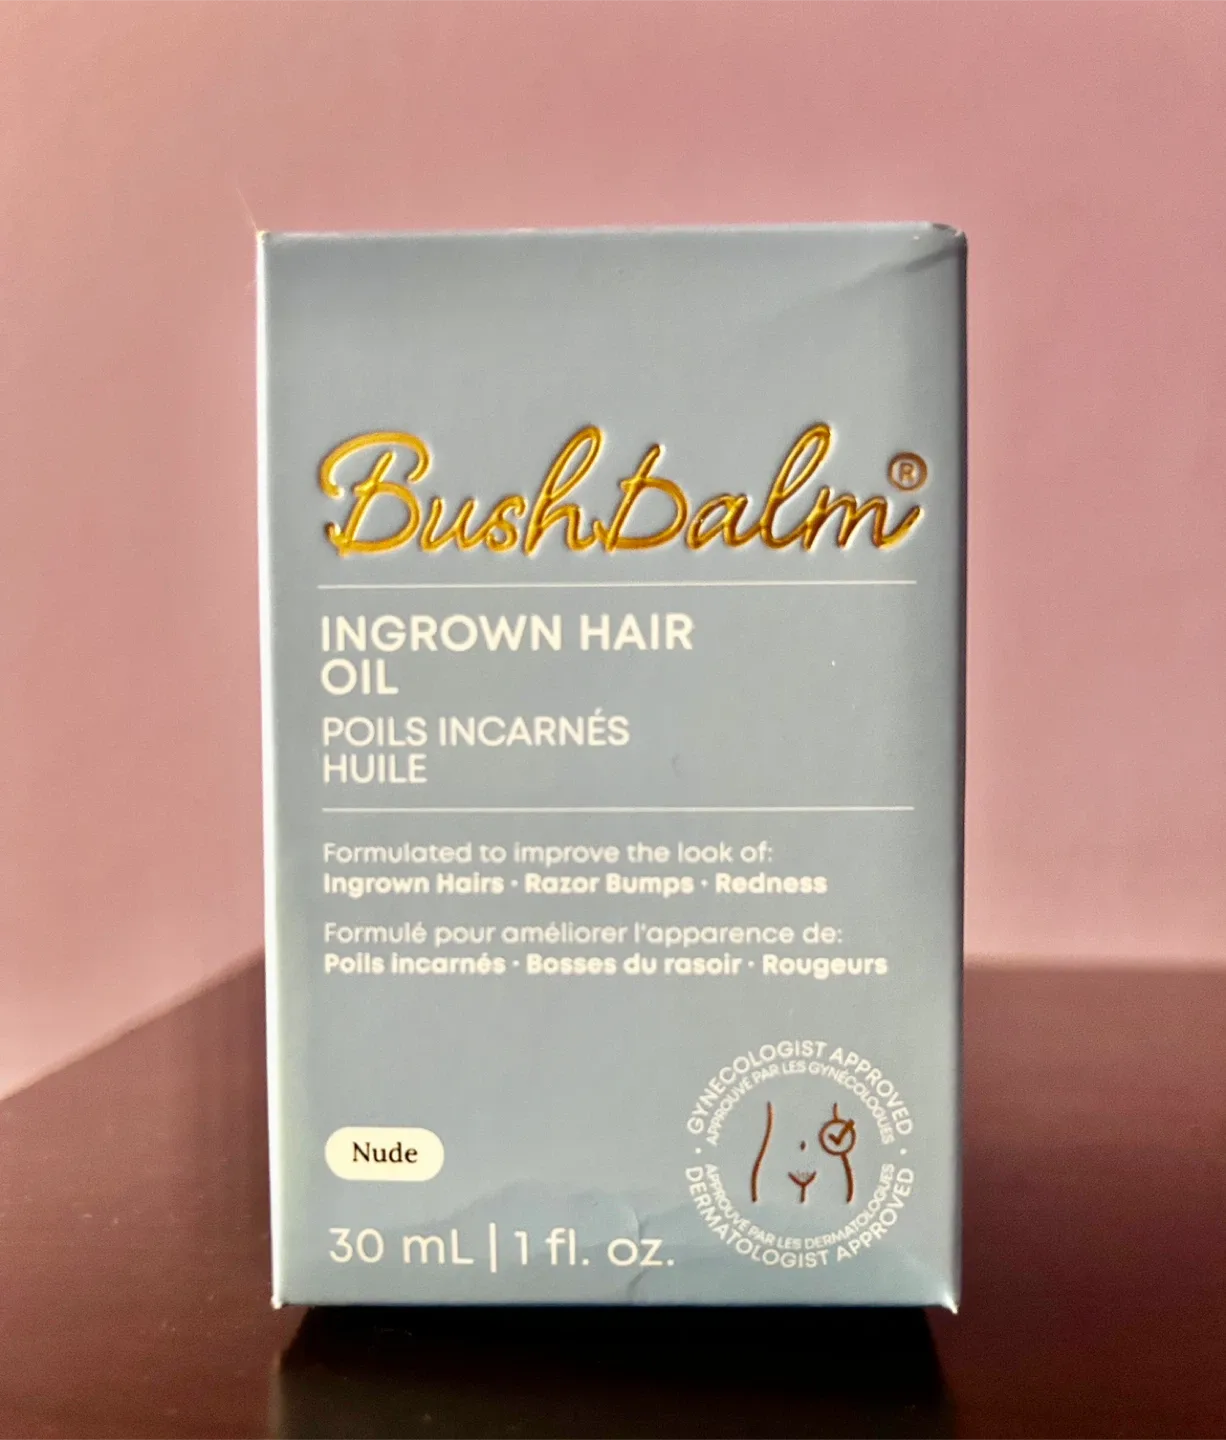 Bushbalm®
INGROWN HAIR
OIL
POILS INCARNÉS
HUILE
Formulated to improve the look of:
Ingrown Hairs · Razor Bumps · Redness
Formulé pour améliorer l'apparence de:
Poils incarnés · Bosses du rasoir · Rougeurs
GYNECOLOGIST APPROVED
APPROUVÉ PAR LES GYNÉCOLOGUES
APPROUVÉ PAR LES DERMATOLOGUES
DERMATOLOGIST APPROVED
Nude
30 mL | 1 fl. oz.